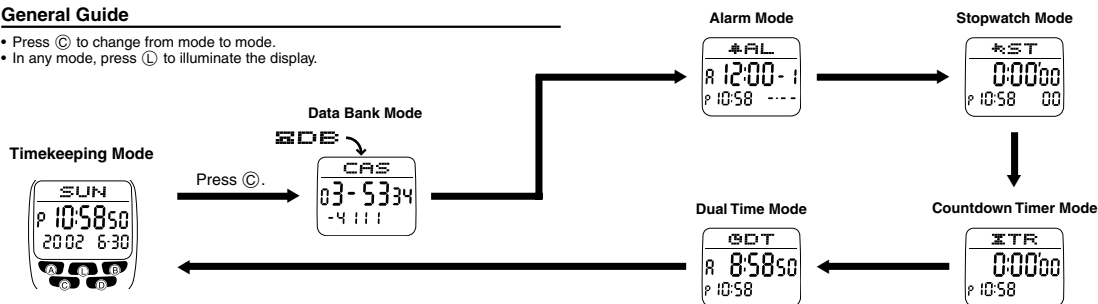 General Guide
• Press Ⓒ to change from mode to mode.
• In any mode, press Ⓛ to illuminate the display.
Alarm Mode
AL
A 12:00- 1
P 10:58 -:--
Stopwatch Mode
ST
0:00'00
P 10:58 00
Data Bank Mode
DB
CAS
03-5334
-4111
Timekeeping Mode
SUN
P 10:58 50
2002 6-30
A L B
C D
Press Ⓒ.
Dual Time Mode
DT
A 8:58 50
P 10:58
Countdown Timer Mode
TR
0:00'00
P 10:58